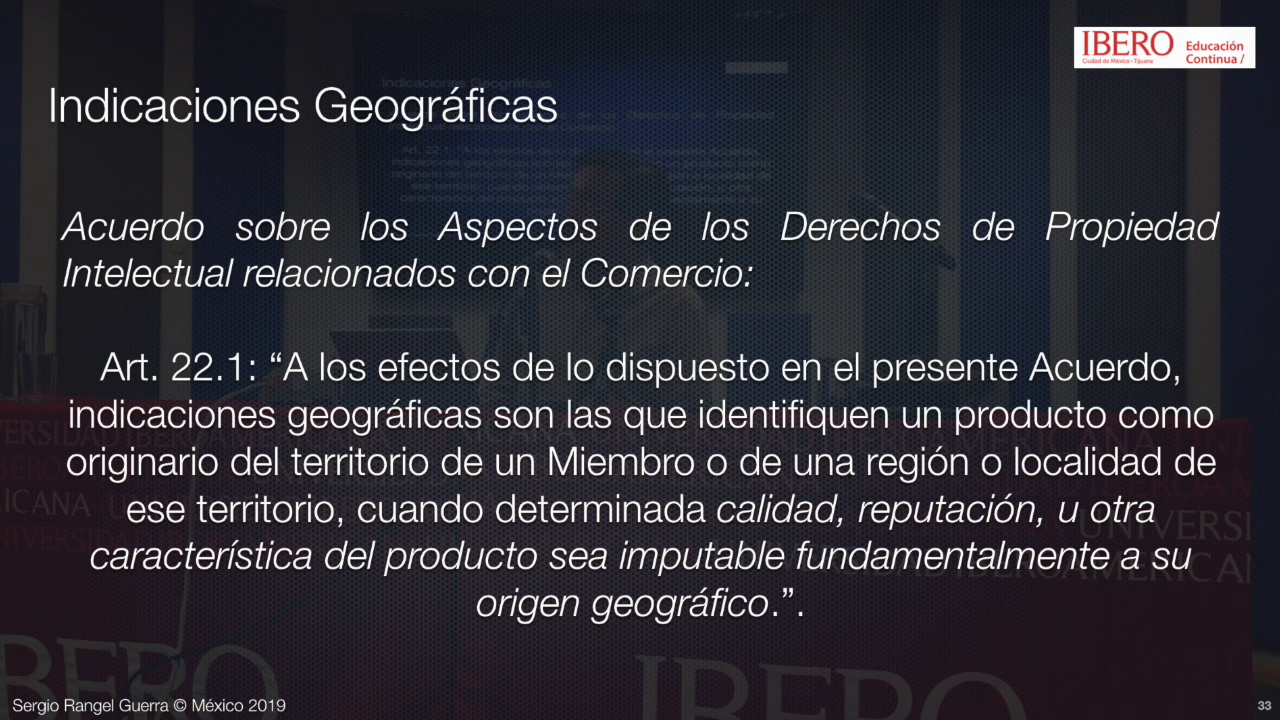 IBERO
Ciudad de México - Tijuana
Educación
Continua /
Indicaciones Geográficas
Acuerdo sobre los Aspectos de los Derechos de Propiedad
Intelectual relacionados con el Comercio:
Art. 22.1: “A los efectos de lo dispuesto en el presente Acuerdo,
indicaciones geográficas son las que identifiquen un producto como
originario del territorio de un Miembro o de una región o localidad de
ese territorio, cuando determinada calidad, reputación, u otra
característica del producto sea imputable fundamentalmente a su
origen geográfico.”.
IBERO
IBERO
Sergio Rangel Guerra © México 2019
33